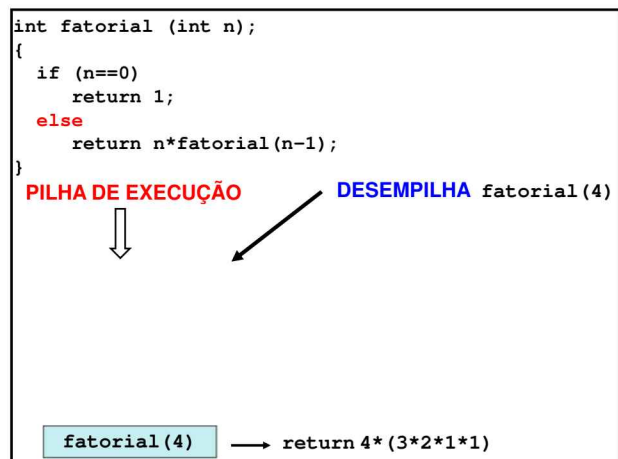 int fatorial (int n);
{
if (n==0)
return 1;
else
return n*fatorial(n-1);
}
PILHA DE EXECUÇÃO
DESEMPILHA fatorial(4)
fatorial(4)
return 4*(3*2*1*1)